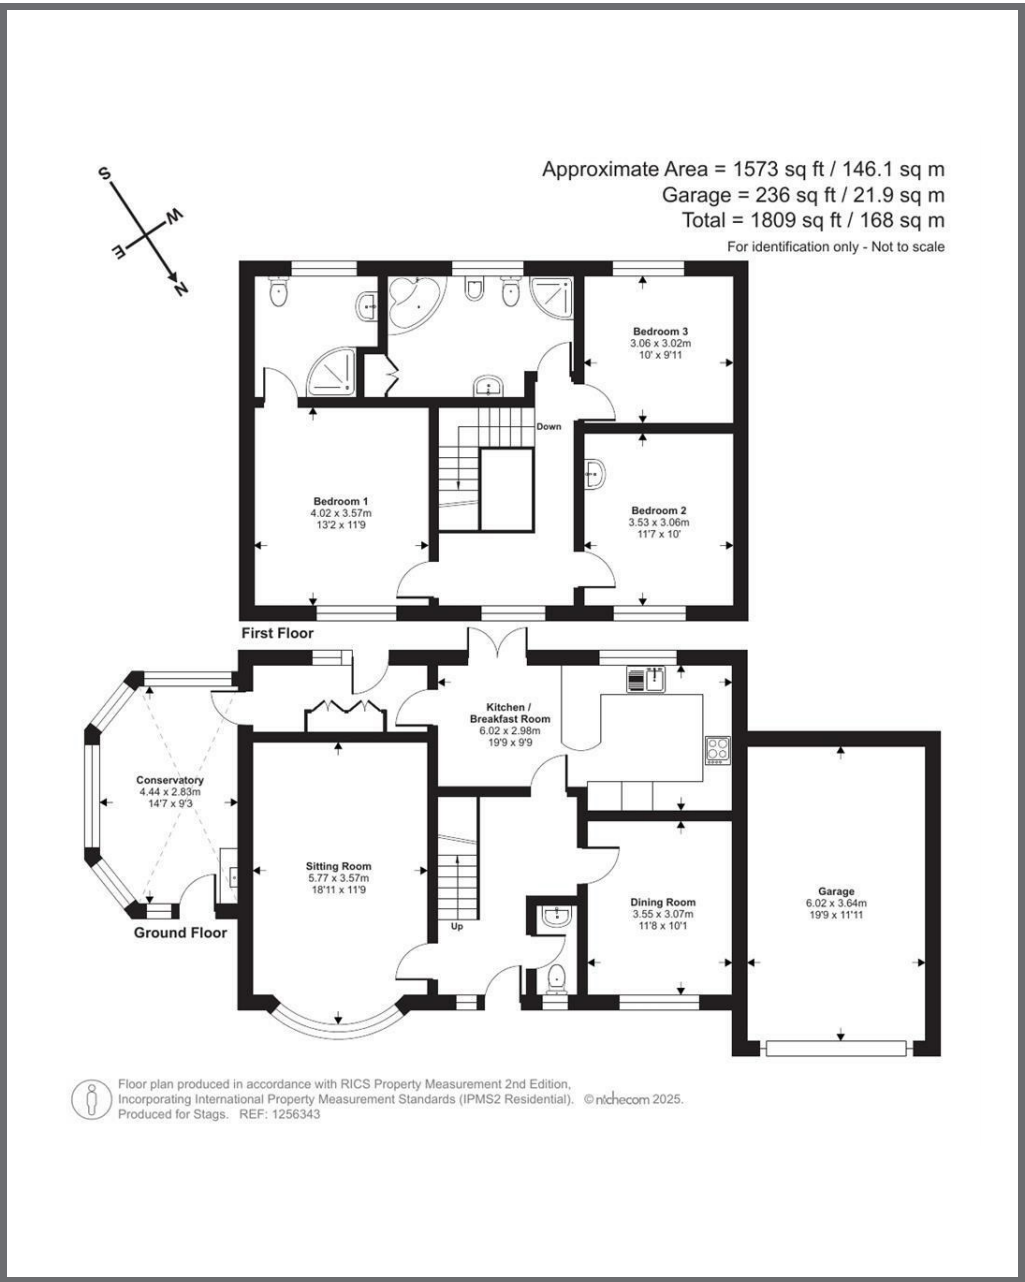 Approximate Area = 1573 sq ft / 146.1 sq m
Garage = 236 sq ft / 21.9 sq m
Total = 1809 sq ft / 168 sq m
For identification only - Not to scale
S
W
E
N
Bedroom 3
3.06 x 3.02m
10' x 9'11
Down
Bedroom 1
4.02 x 3.57m
13'2 x 11'9
Bedroom 2
3.53 x 3.06m
11'7 x 10'
First Floor
Kitchen /
Breakfast Room
6.02 x 2.98m
19'9 x 9'9
Conservatory
4.44 x 2.83m
14'7 x 9'3
Sitting Room
5.77 x 3.57m
18'11 x 11'9
Dining Room
3.55 x 3.07m
11'8 x 10'1
Garage
6.02 x 3.64m
19'9 x 11'11
Up
Ground Floor
Floor plan produced in accordance with RICS Property Measurement 2nd Edition,
Incorporating International Property Measurement Standards (IPMS2 Residential). © nichecom 2025.
Produced for Stags. REF: 1256343